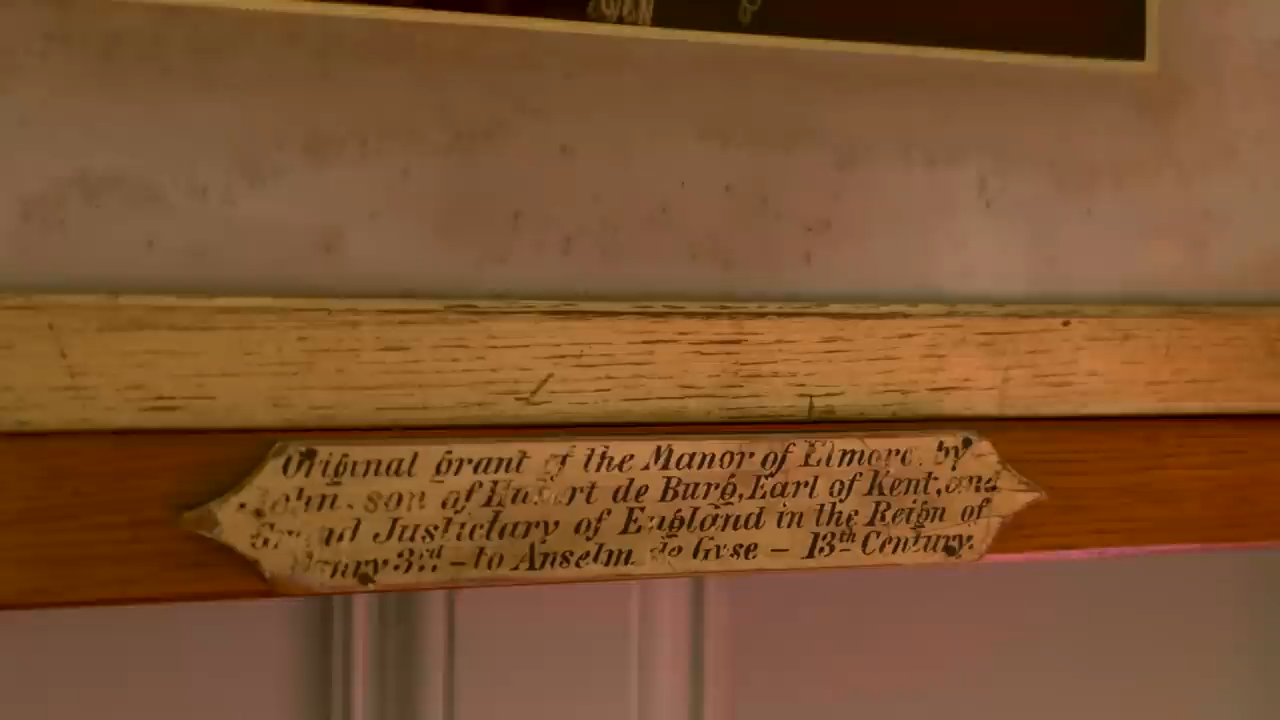 Original grant of the Manor of Elmore, by
John, son of Hubert de Burg, Earl of Kent, and
Grand Justictary of England in the Reign of
Henry 3rd - to Anselm de Gyse - 13th Century.